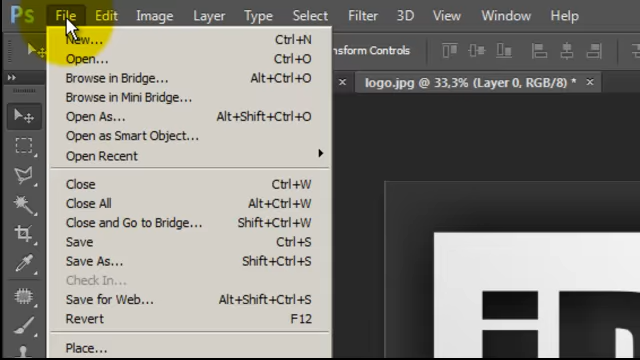 Ps File Edit Image Layer Type Select Filter 3D View Window Help
New... Ctrl+N
Open... Ctrl+O
Browse in Bridge... Alt+Ctrl+O
Browse in Mini Bridge...
Open As... Alt+Shift+Ctrl+O
Open as Smart Object...
Open Recent
Close Ctrl+W
Close All Alt+Ctrl+W
Close and Go to Bridge... Shift+Ctrl+W
Save Ctrl+S
Save As... Shift+Ctrl+S
Check In...
Save for Web... Alt+Shift+Ctrl+S
Revert F12
Place...
nsform Controls
logo.jpg @ 33,3% (Layer 0, RGB/8) *